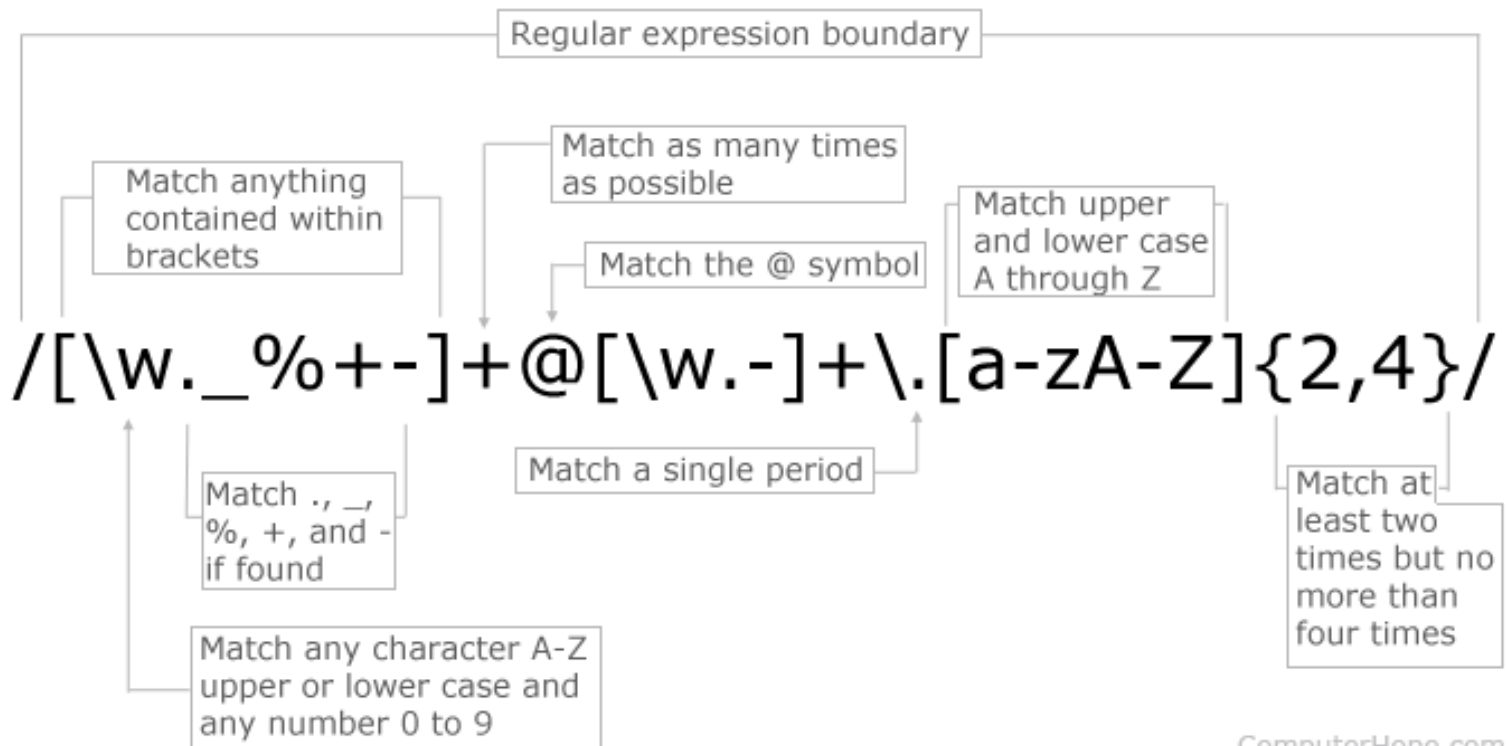 Regular expression boundary
Match as many times
as possible
Match anything
contained within
brackets
Match upper
and lower case
A through Z
Match the @ symbol
/[\w._%+-]+@[\w.-]+\.[a-zA-Z]{2,4}/
Match a single period
Match ., _,
%, +, and -
if found
Match at
least two
times but no
more than
four times
Match any character A-Z
upper or lower case and
any number 0 to 9
ComputerHope.com